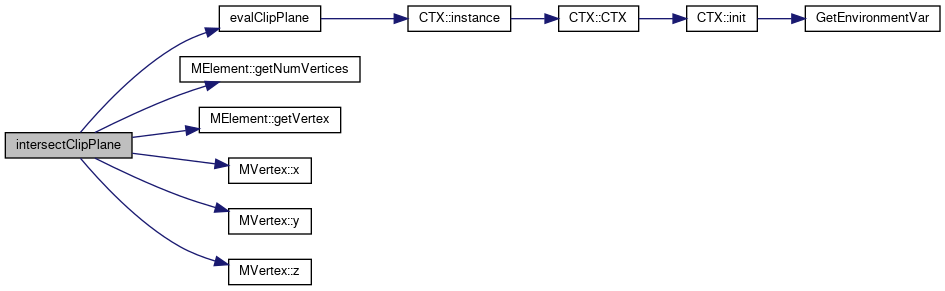 evalClipPlane
CTX::instance
CTX::CTX
CTX::init
GetEnvironmentVar
MElement::getNumVertices
MElement::getVertex
intersectClipPlane
MVertex::x
MVertex::y
MVertex::z